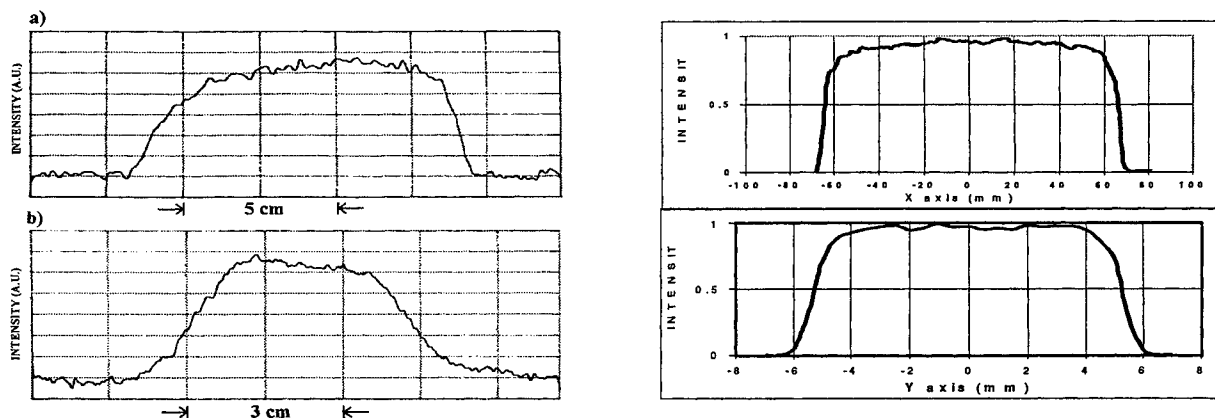 a)
INTENSITY (A.U.)
5 cm
b)
INTENSITY (A.U.)
3 cm
INTENSIT
1
0.5
0
-100 -80 -60 -40 -20 0 20 40 60 80 100
X axis (mm)
INTENSIT
1
0.5
0
-8 -6 -4 -2 0 2 4 6 8
Y axis (mm)